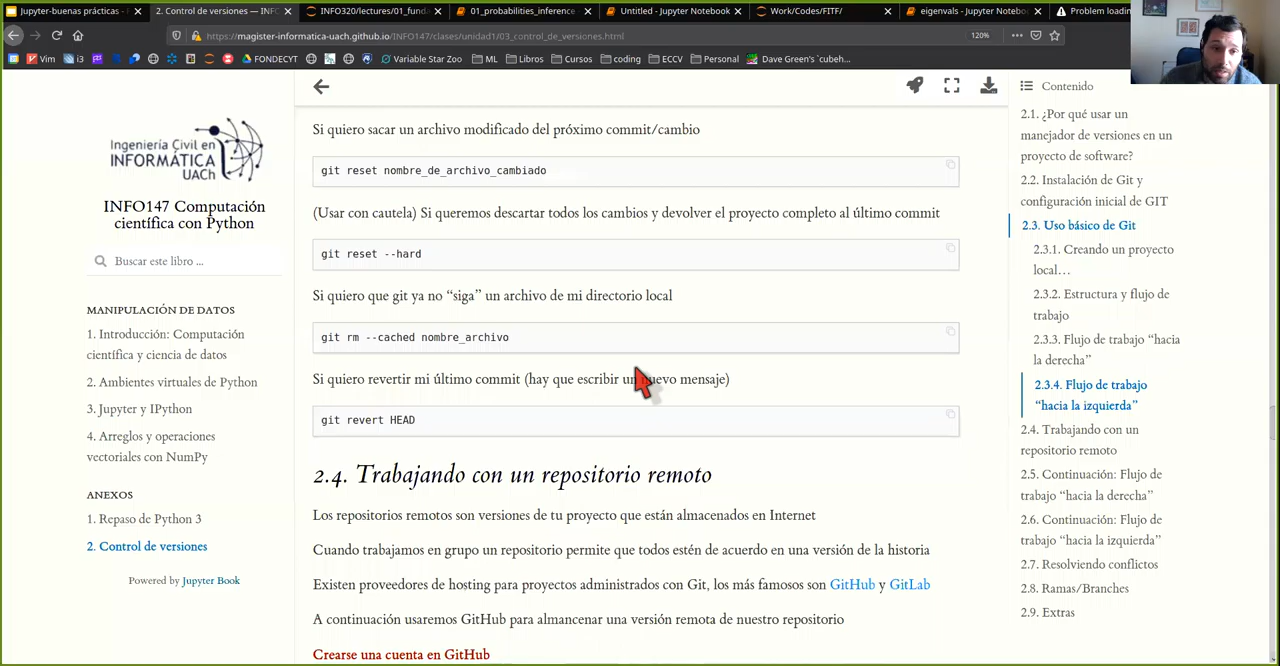 Jupyter-buenas prácticas - P
2. Control de versiones — INF
INFO320/lectures/01_fund
01_probabilities_inference
Untitled - Jupyter Notebook
Work/Codes/FITF/
eigenvals - Jupyter Notebo
Problem loading
https://magister-informatica-uach.github.io/INFO147/clases/unidad1/03_control_de_versiones.html
120%
Vim
i3
FONDECYT
Variable Star Zoo
ML
Libros
Cursos
coding
ECCV
Personal
Dave Green's `cubeh...
Ingeniería Civil en
INFORMÁTICA
UACh
INFO147 Computación
científica con Python
Buscar este libro ...
MANIPULACIÓN DE DATOS
1. Introducción: Computación
científica y ciencia de datos
2. Ambientes virtuales de Python
3. Jupyter y IPython
4. Arreglos y operaciones
vectoriales con NumPy
ANEXOS
1. Repaso de Python 3
2. Control de versiones
Powered by Jupyter Book
Si quiero sacar un archivo modificado del próximo commit/cambio
git reset nombre_de_archivo_cambiado
(Usar con cautela) Si queremos descartar todos los cambios y devolver el proyecto completo al último commit
git reset --hard
Si quiero que git ya no “siga” un archivo de mi directorio local
git rm --cached nombre_archivo
Si quiero revertir mi último commit (hay que escribir un nuevo mensaje)
git revert HEAD
2.4. Trabajando con un repositorio remoto
Los repositorios remotos son versiones de tu proyecto que están almacenados en Internet
Cuando trabajamos en grupo un repositorio permite que todos estén de acuerdo en una versión de la historia
Existen proveedores de hosting para proyectos administrados con Git, los más famosos son GitHub y GitLab
A continuación usaremos GitHub para almancenar una versión remota de nuestro repositorio
Crearse una cuenta en GitHub
Contenido
2.1. ¿Por qué usar un
manejador de versiones en un
proyecto de software?
2.2. Instalación de Git y
configuración inicial de GIT
2.3. Uso básico de Git
2.3.1. Creando un proyecto
local…
2.3.2. Estructura y flujo de
trabajo
2.3.3. Flujo de trabajo “hacia
la derecha”
2.3.4. Flujo de trabajo
“hacia la izquierda”
2.4. Trabajando con un
repositorio remoto
2.5. Continuación: Flujo de
trabajo “hacia la derecha”
2.6. Continuación: Flujo de
trabajo “hacia la izquierda”
2.7. Resolviendo conflictos
2.8. Ramas/Branches
2.9. Extras